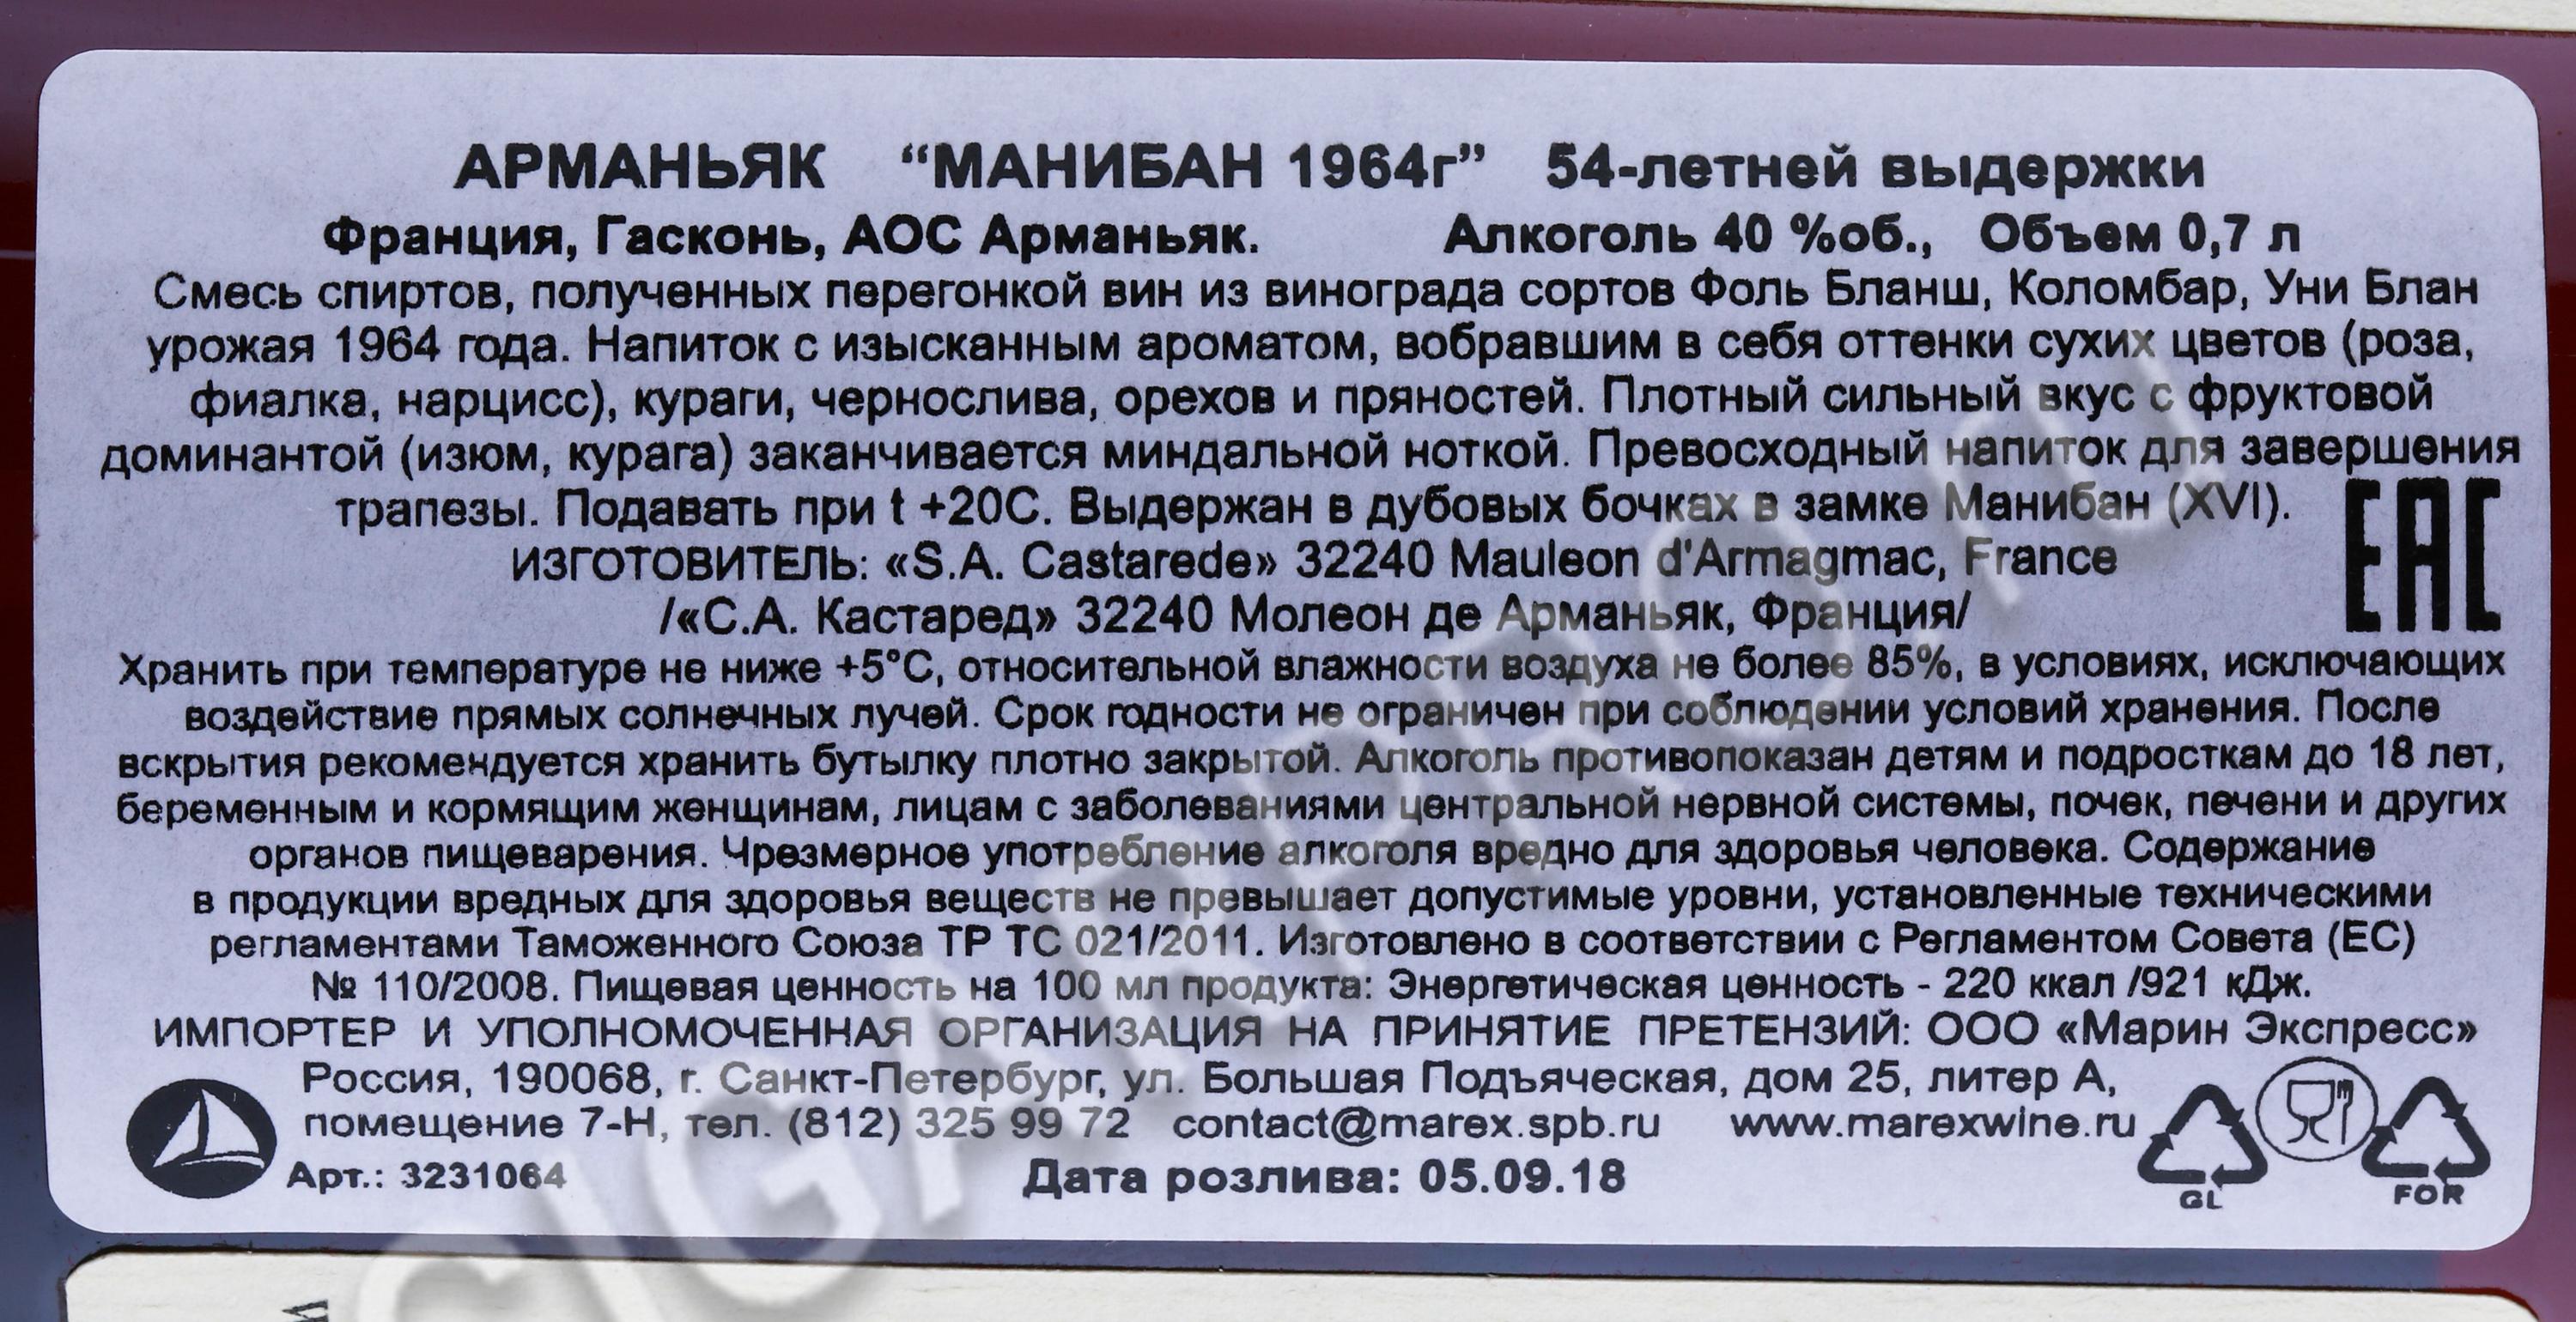 АРМАНЬЯК “МАНИБАН 1964г” 54-летней выдержки
Франция, Гасконь, АОС Арманьяк. Алкоголь 40 %об., Объем 0,7 л
Смесь спиртов, полученных перегонкой вин из винограда сортов Фоль Бланш, Коломбар, Уни Блан
урожая 1964 года. Напиток с изысканным ароматом, вобравшим в себя оттенки сухих цветов (роза,
фиалка, нарцисс), кураги, чернослива, орехов и пряностей. Плотный сильный вкус с фруктовой
доминантой (изюм, курага) заканчивается миндальной ноткой. Превосходный напиток для завершения
трапезы. Подавать при t +20С. Выдержан в дубовых бочках в замке Манибан (XVI).
EAC
ИЗГОТОВИТЕЛЬ: «S.A. Castarede» 32240 Mauleon d'Armagmac, France
/«С.А. Кастаред» 32240 Молеон де Арманьяк, Франция/
Хранить при температуре не ниже +5°С, относительной влажности воздуха не более 85%, в условиях, исключающих
воздействие прямых солнечных лучей. Срок годности не ограничен при соблюдении условий хранения. После
вскрытия рекомендуется хранить бутылку плотно закрытой. Алкоголь противопоказан детям и подросткам до 18 лет,
беременным и кормящим женщинам, лицам с заболеваниями центральной нервной системы, почек, печени и других
органов пищеварения. Чрезмерное употребление алкоголя вредно для здоровья человека. Содержание
в продукции вредных для здоровья веществ не превышает допустимые уровни, установленные техническими
регламентами Таможенного Союза ТР ТС 021/2011. Изготовлено в соответствии с Регламентом Совета (ЕС)
№ 110/2008. Пищевая ценность на 100 мл продукта: Энергетическая ценность - 220 ккал /921 кДж.
ИМПОРТЕР И УПОЛНОМОЧЕННАЯ ОРГАНИЗАЦИЯ НА ПРИНЯТИЕ ПРЕТЕНЗИЙ: ООО «Марин Экспресс»
Россия, 190068, г. Санкт-Петербург, ул. Большая Подъяческая, дом 25, литер А,
помещение 7-Н, тел. (812) 325 99 72 contact@marex.spb.ru www.marexwine.ru
Арт.: 3231064 Дата розлива: 05.09.18
GL FOR
CIGARPRO.RU